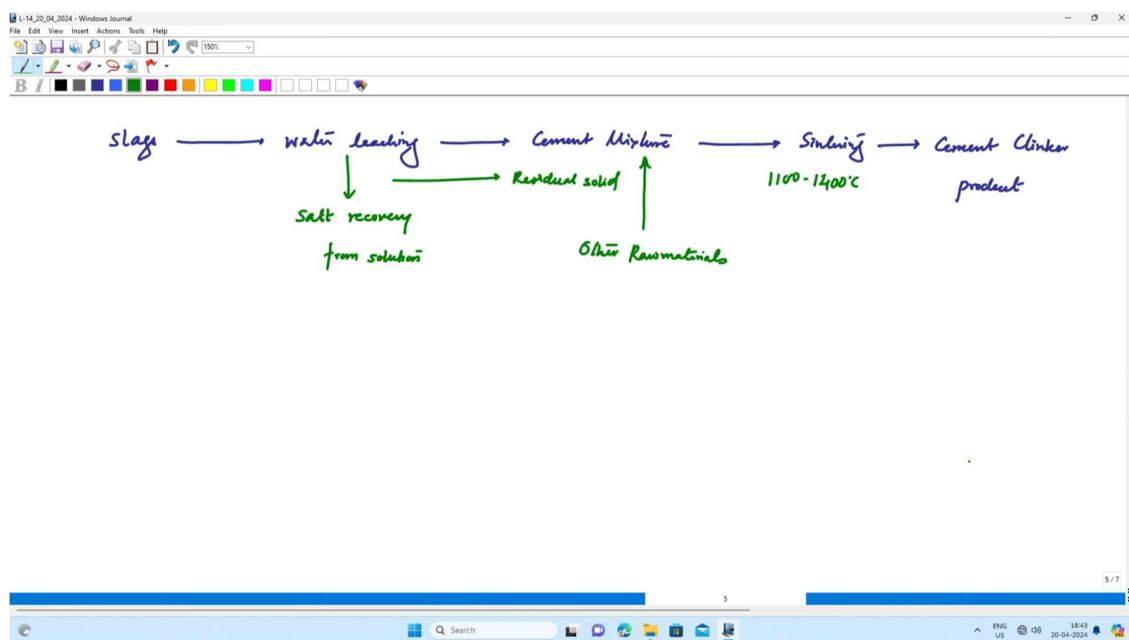 L-14_20_04_2024 - Windows Journal
File Edit View Insert Actions Tools Help
150%
B I
Slags water leaching Cement Mixture Sintering Cement Clinker
Residual solid 1100-1400°C product
Salt recovery
from solution Other Raw materials
5 / 7
5
Search
ENG 18:43
US 20-04-2024